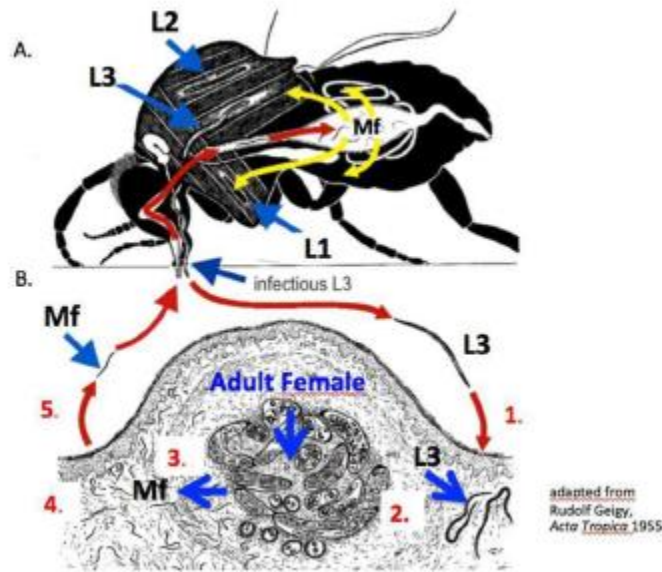 A.
L2
L3
Mf
L1
B.
infectious L3
Mf
L3
Adult Female
5.
1.
3.
L3
Mf
4.
2.
adapted from
Rudolf Geigy,
Acta Tropica 1955